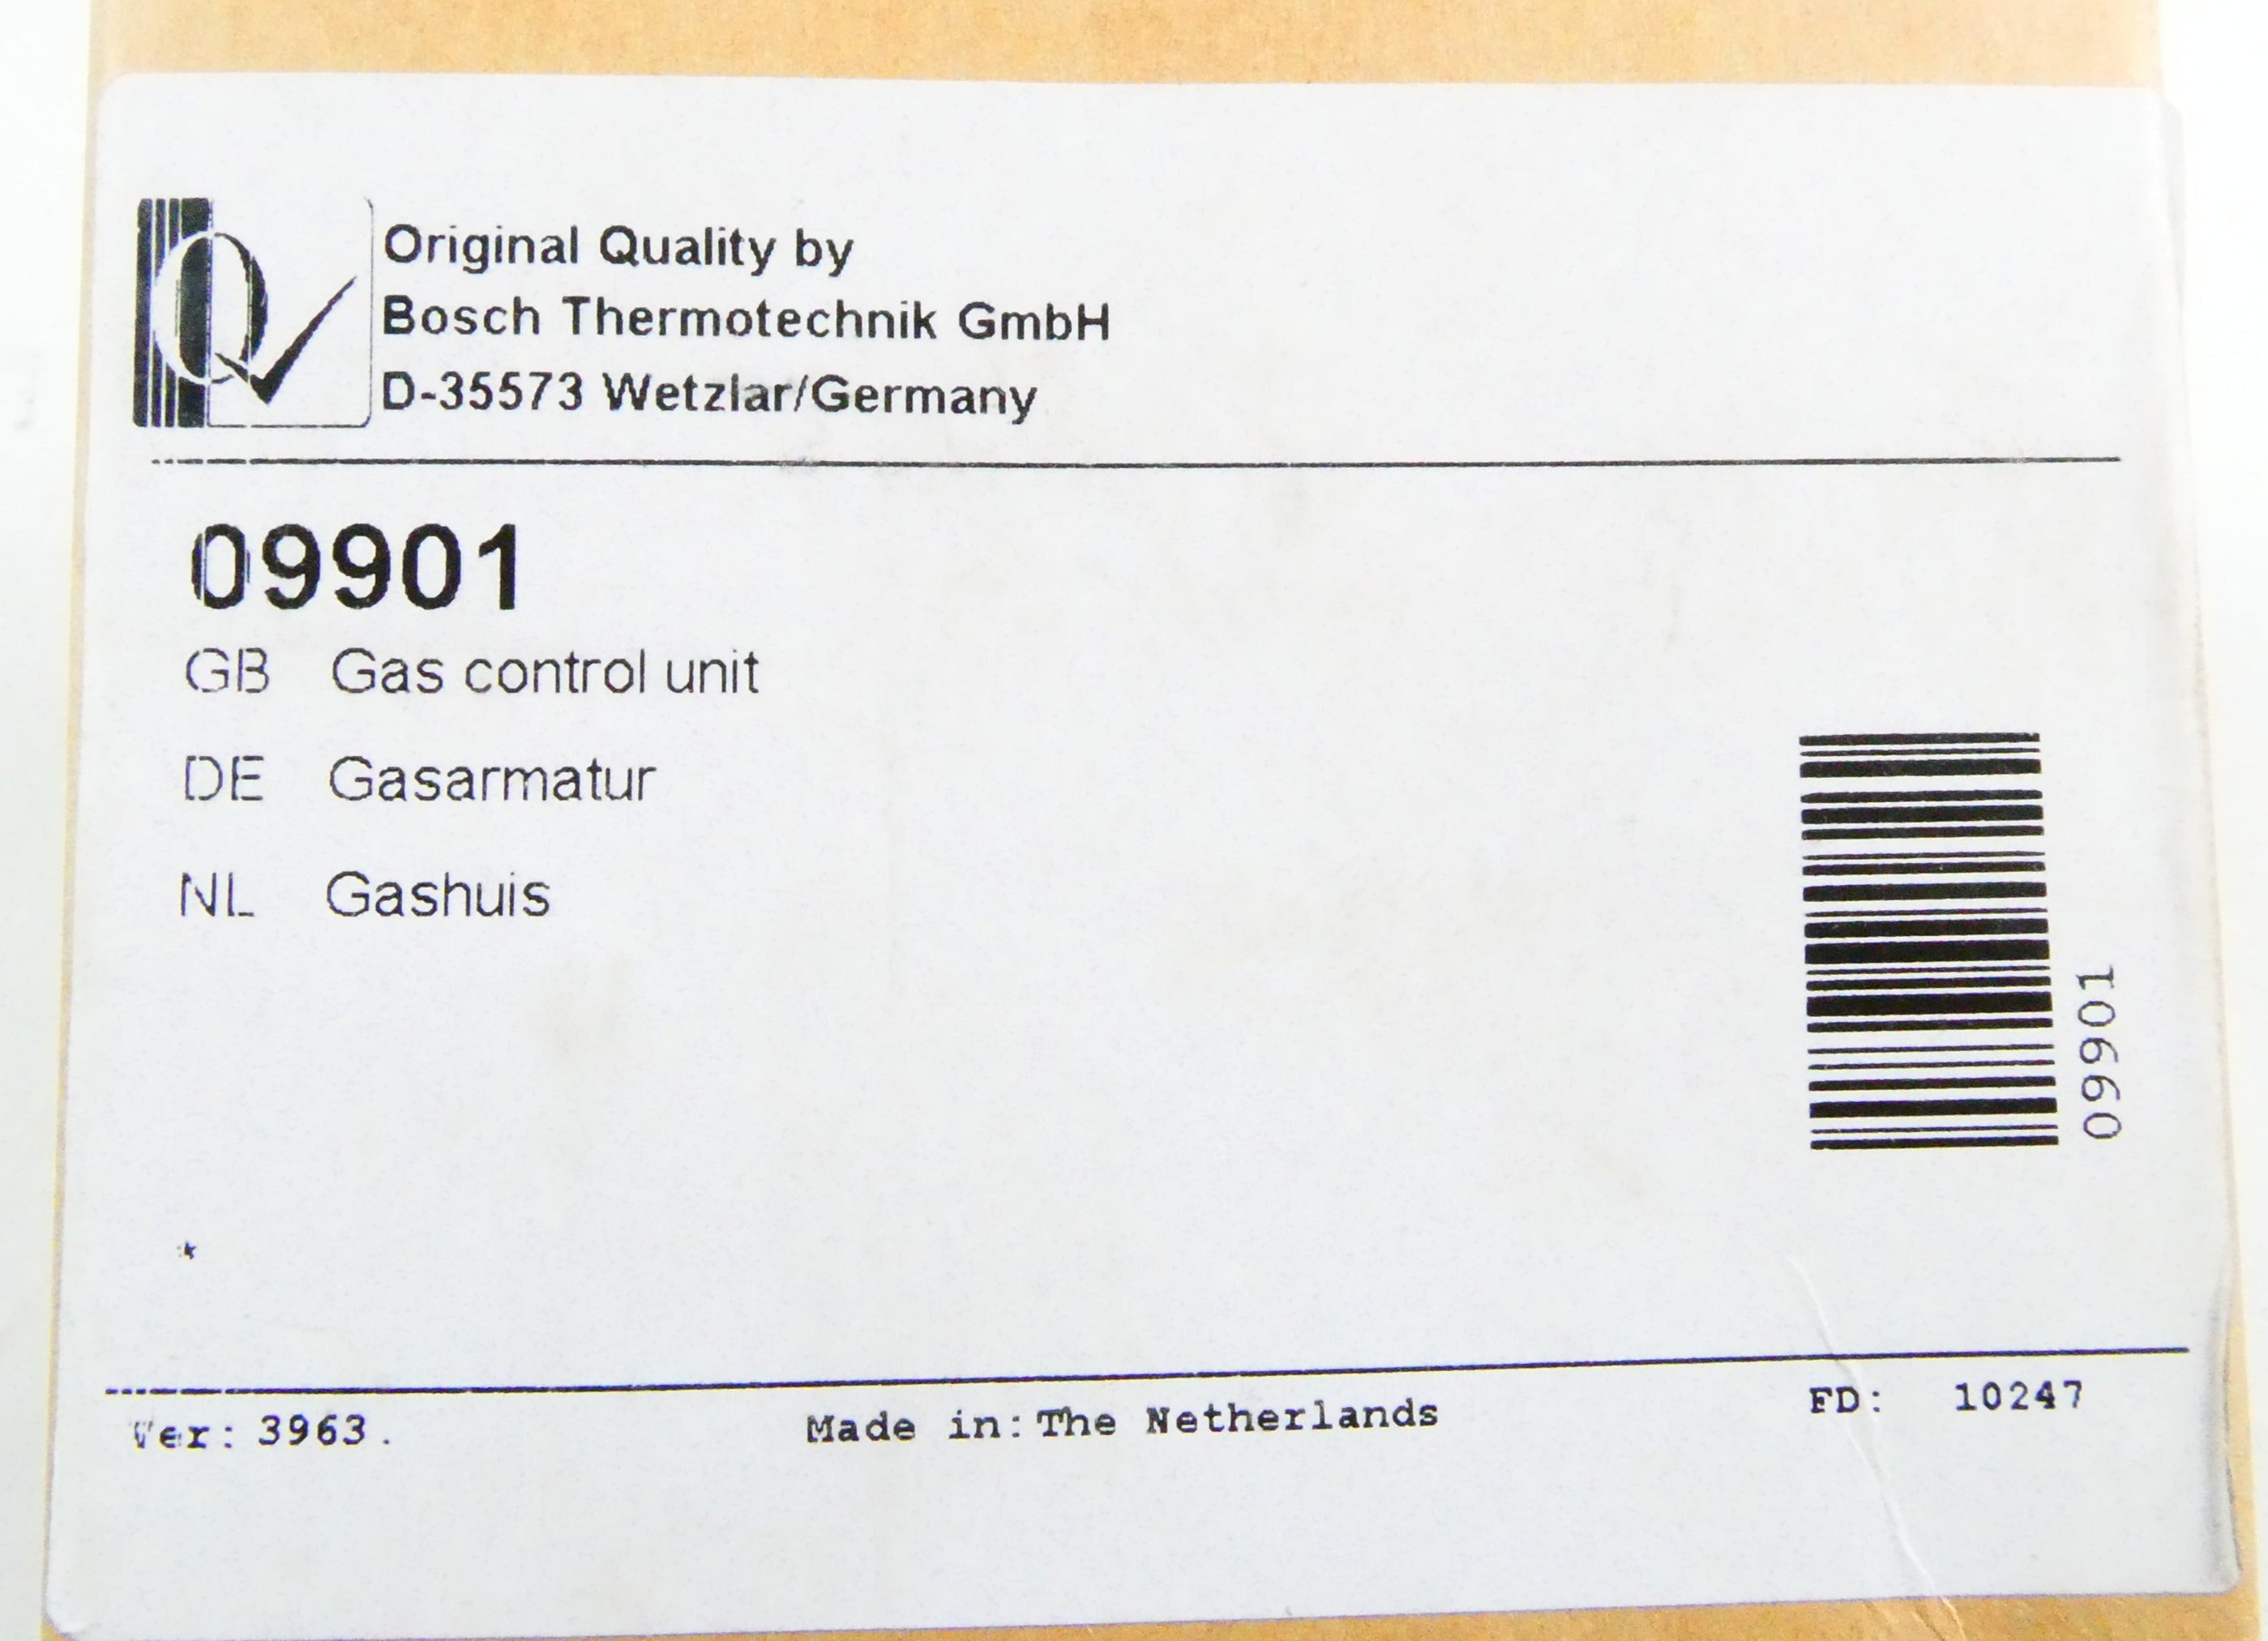 Q
Original Quality by
Bosch Thermotechnik GmbH
D-35573 Wetzlar/Germany
09901
GB Gas control unit
DE Gasarmatur
NL Gashuis
09901
*
Ver: 3963. Made in: The Netherlands FD: 10247